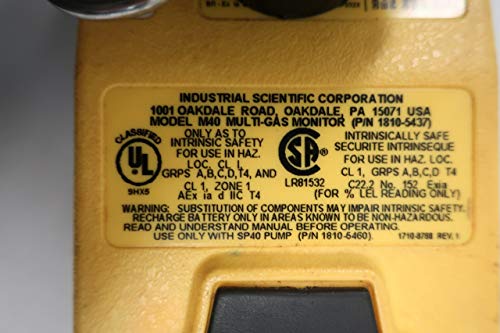 INDUSTRIAL SCIENTIFIC CORPORATION
1001 OAKDALE ROAD, OAKDALE, PA 15071 USA
MODEL M40 MULTI-GAS MONITOR (P/N 1810-5437)
CLASSIFIED
UL
9HX5
ONLY AS TO
INTRINSIC SAFETY
FOR USE IN HAZ.
LOC. CL 1,
GRPS A,B,C,D T4, AND
CL 1, ZONE 1
AEx ia d IIC T4
SA
LR81532
INTRINSICALLY SAFE
SECURITE INTRINSEQUE
FOR USE IN HAZ. LOC.
CL 1, GRPS A,B,C,D T4
C22.2 No. 152 Exia
(FOR % LEL READING ONLY)
WARNING: SUBSTITUTION OF COMPONENTS MAY IMPAIR INTRINSIC SAFETY.
RECHARGE BATTERY ONLY IN AREAS KNOWN TO BE NON-HAZARDOUS.
READ AND UNDERSTAND MANUAL BEFORE OPERATING.
USE ONLY WITH SP40 PUMP (P/N 1810-5460).
1710-8788 REV. 1